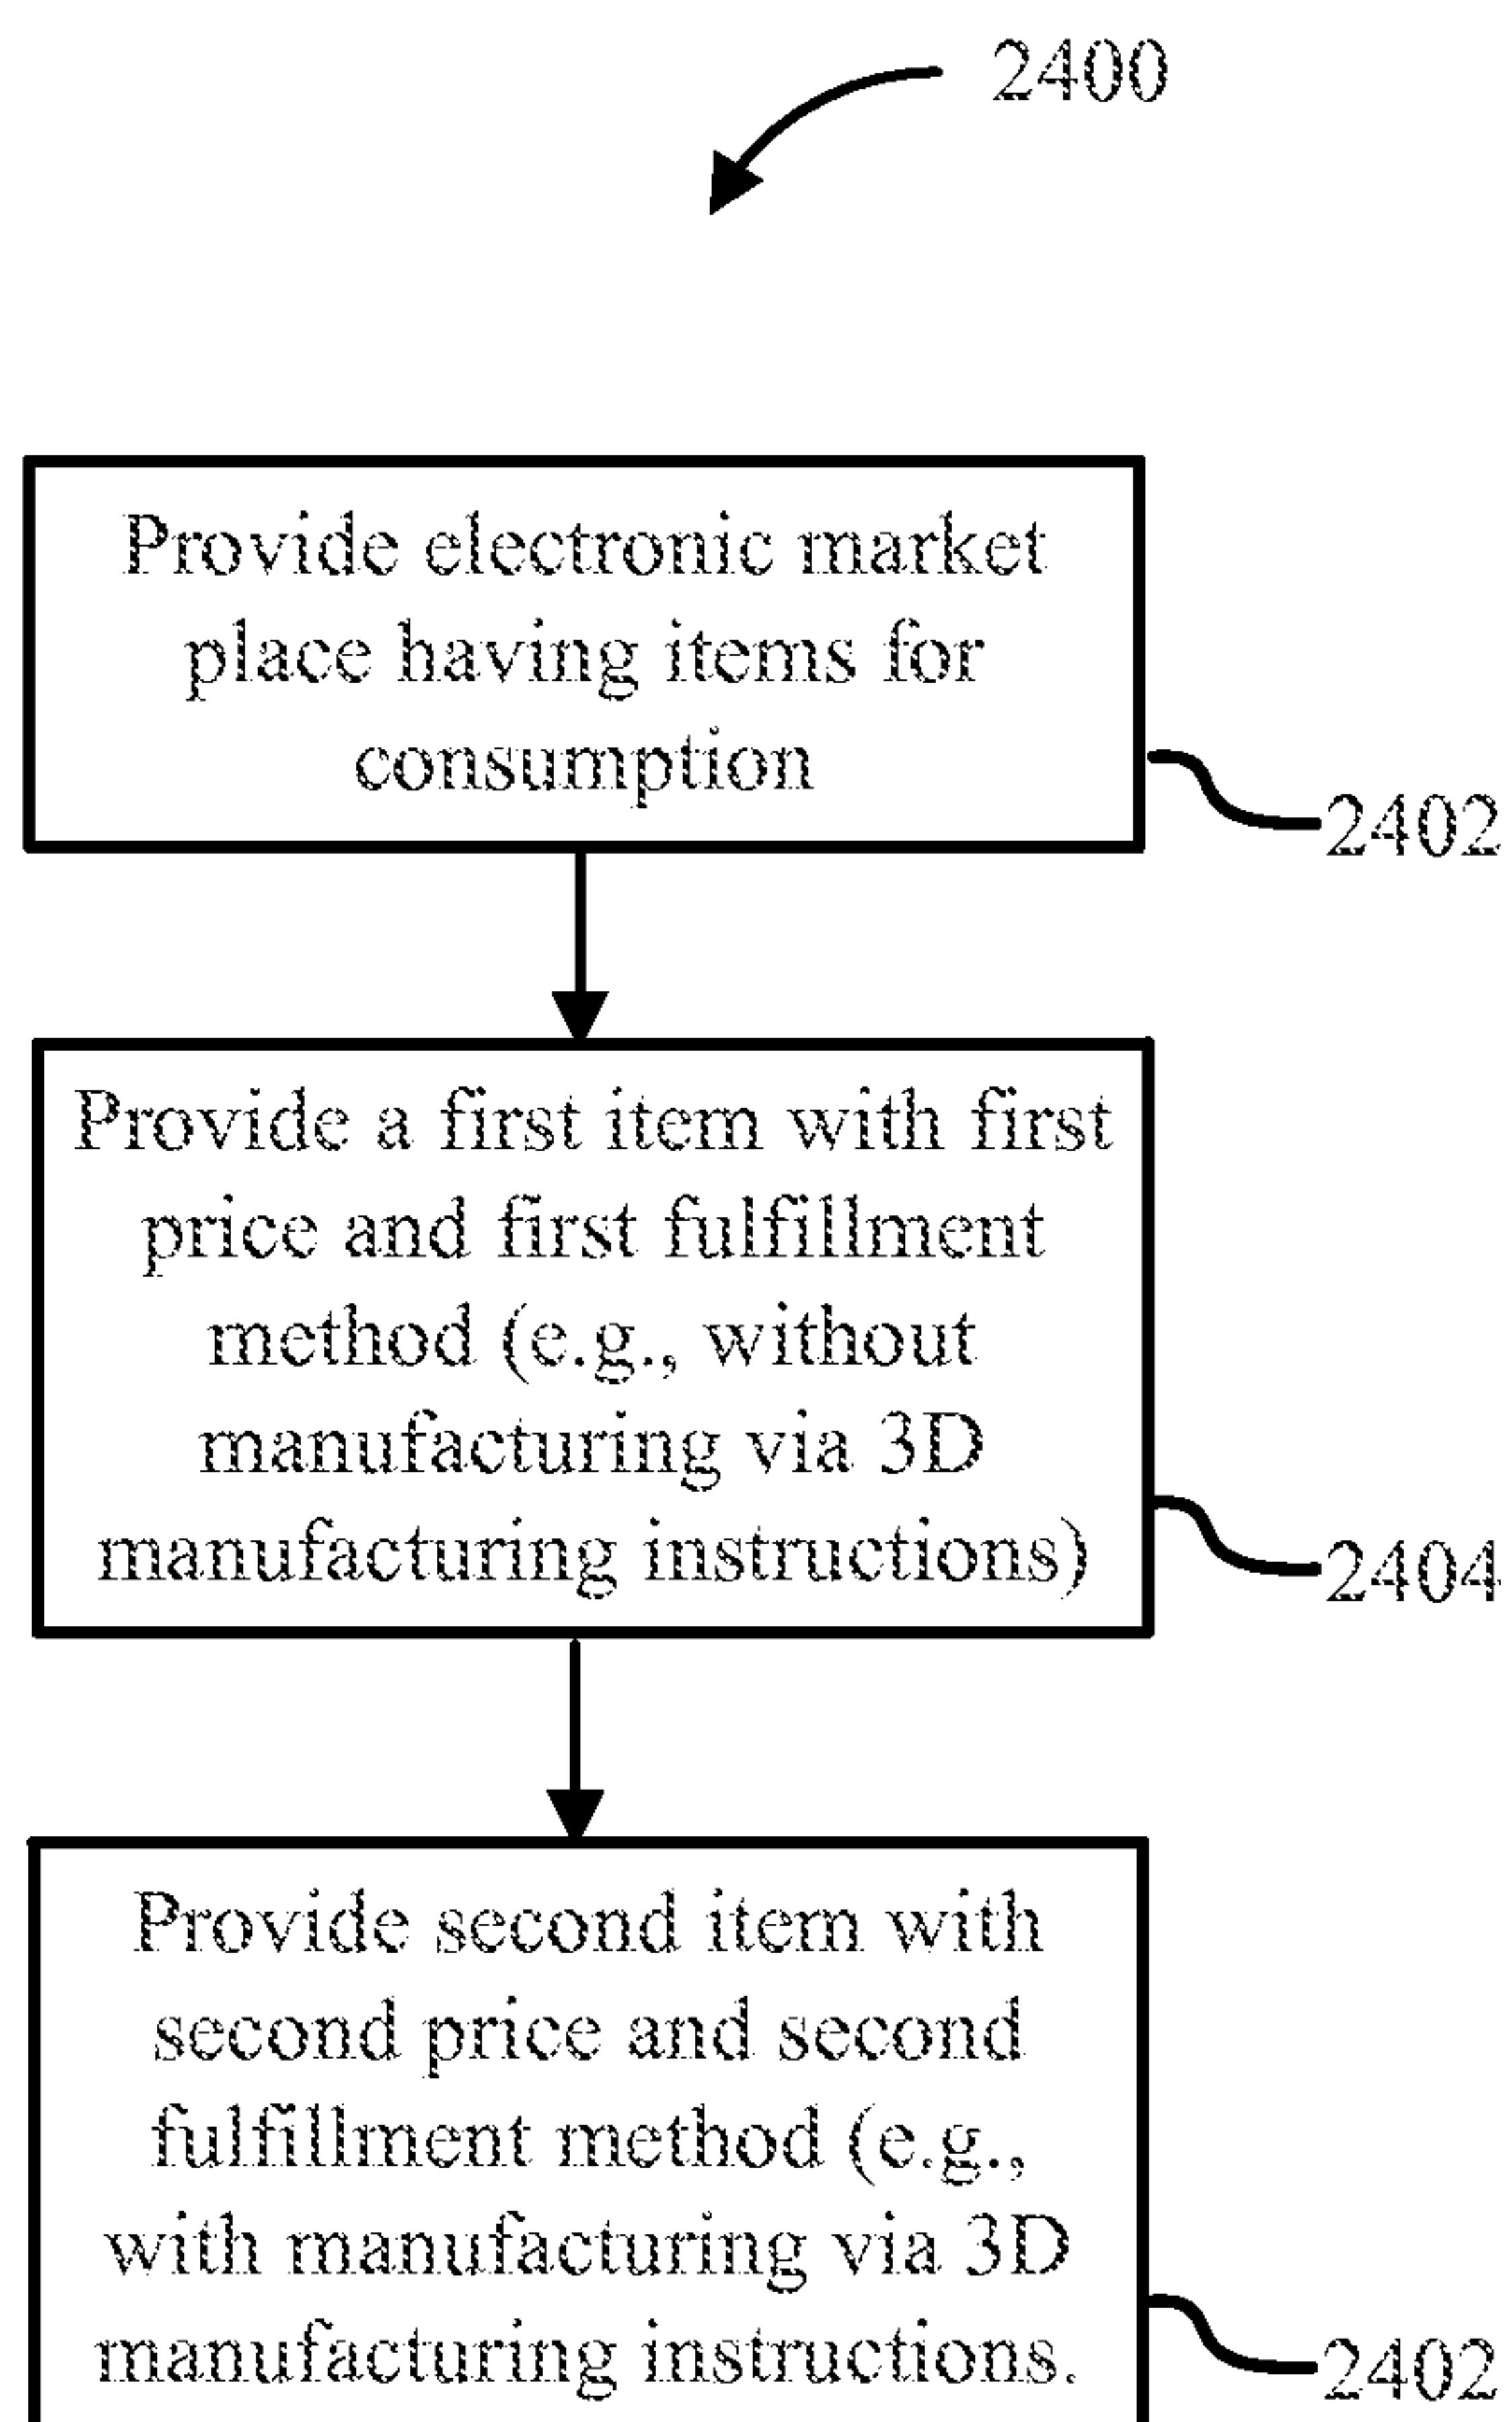 2400
Provide electronic market
place having items for
consumption
2402
Provide a first item with first
price and first fulfillment
method (e.g., without
manufacturing via 3D
manufacturing instructions)
2404
Provide second item with
second price and second
fulfillment method (e.g.,
with manufacturing via 3D
manufacturing instructions.
2402